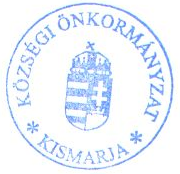 KÖZSÉGI ÖNKORMÁNYZAT
* KISMARJA *